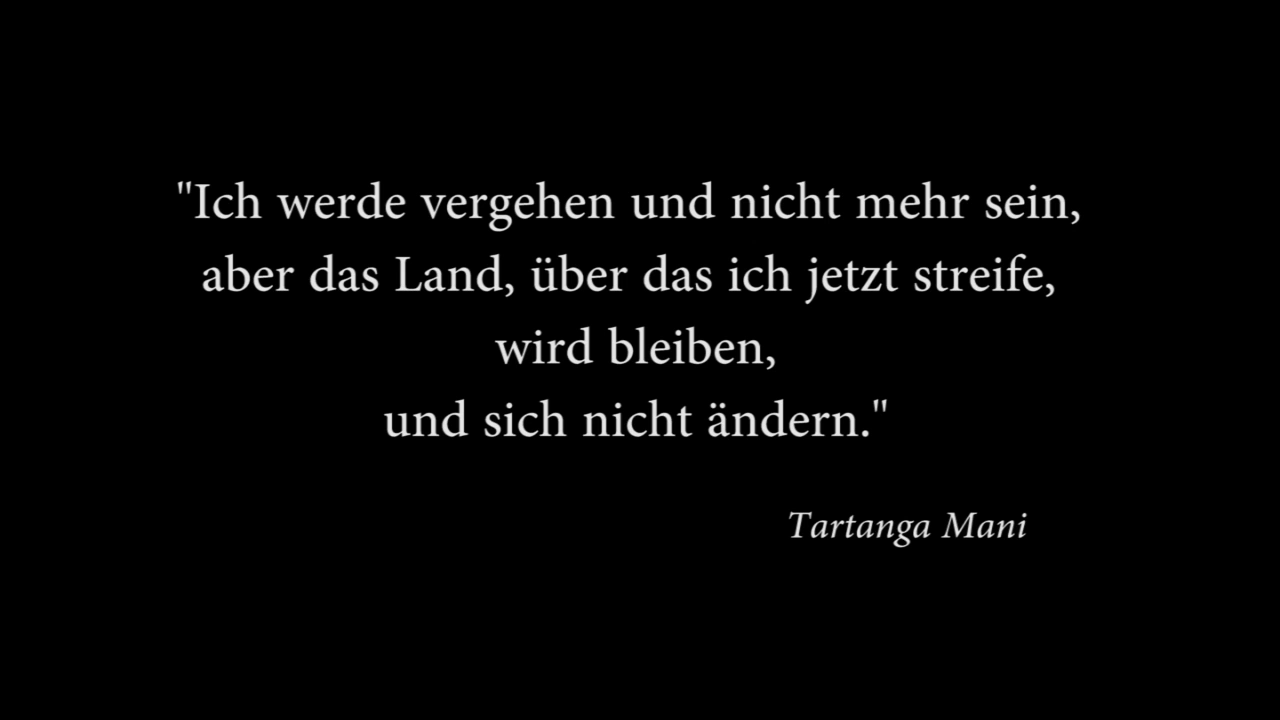 "Ich werde vergehen und nicht mehr sein,
aber das Land, über das ich jetzt streife,
wird bleiben,
und sich nicht ändern."
Tartanga Mani